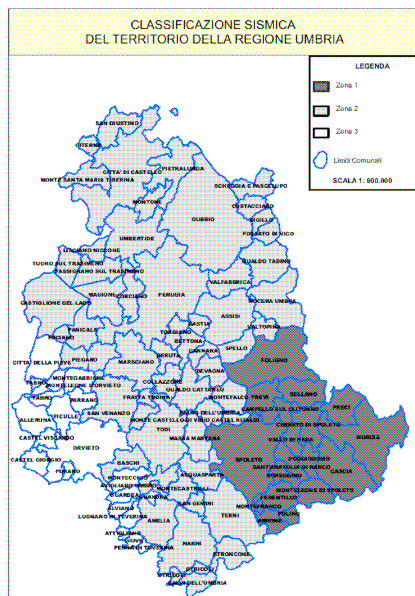 CLASSIFICAZIONE SISMICA
DEL TERRITORIO DELLA REGIONE UMBRIA
LEGENDA
Zona 1
Zona 2
Zona 3
Limiti Comunali
SCALA 1: 600.000
SAN GIUSTINO
CITERNA
CITTA' DI CASTELLO
PIETRALUNGA
MONTE SANTA MARIA TIBERINA
SCHEGGIA E PASCELUPO
MONTONE
COSTACCIARO
GUBBIO
SIGILLO
UMBERTIDE
FOSSATO DI VICO
LISCIANO NICCONE
TUORO SUL TRASIMENO
GUALDO TADINO
PASSIGNANO SUL TRASIMENO
VALFABBRICA
MAGIONE
CORCIANO
PERUGIA
CASTIGLIONE DEL LAGO
NOCERA UMBRA
ASSISI
BASTIA
VALTOPINA
PANICALE
TORGIANO
PACIANO
BETTONA
SPELLO
CANNARA
FOLIGNO
CITTA' DELLA PIEVE
PIEGARO
MARSCIANO
DERUTA
BEVAGNA
MONTEGABBIONE
COLLAZZONE
MONTELEONE D'ORVIETO
GUALDO CATTANEO
MONTEFALCO
TREVI
SELLANO
FABRO
PARRANO
FRATTA TODINA
PRECI
FICULLE
SAN VENANZO
MONTE CASTELLO DI VIBIO
CASTEL RITALDI
CAMPELLO SUL CLITUNNO
ALLERONA
CERRETO DI SPOLETO
TODI
CASTEL VISCARDO
MASSA MARTANA
VALLO DI NERA
NORCIA
ORVIETO
CASTEL GIORGIO
BASCHI
SPOLETO
POGGIODOMO
SANT'ANATOLIA DI NARCO
PORANO
ACQUASPARTA
CASCIA
MONTECCHIO
SCHEGGINO
AVIGLIANO UMBRO
MONTECASTRILLI
MONTELEONE DI SPOLETO
GUARDEA
SAN GEMINI
FERENTILLO
ALVIANO
MONTEFRANCO
LUGNANO IN TEVERINA
AMELIA
TERNI
POLINO
ARRONE
ATTIGLIANO
GIOVE
PENNA IN TEVERINA
NARNI
STRONCONE
OTRICOLI
CALVI DELL'UMBRIA